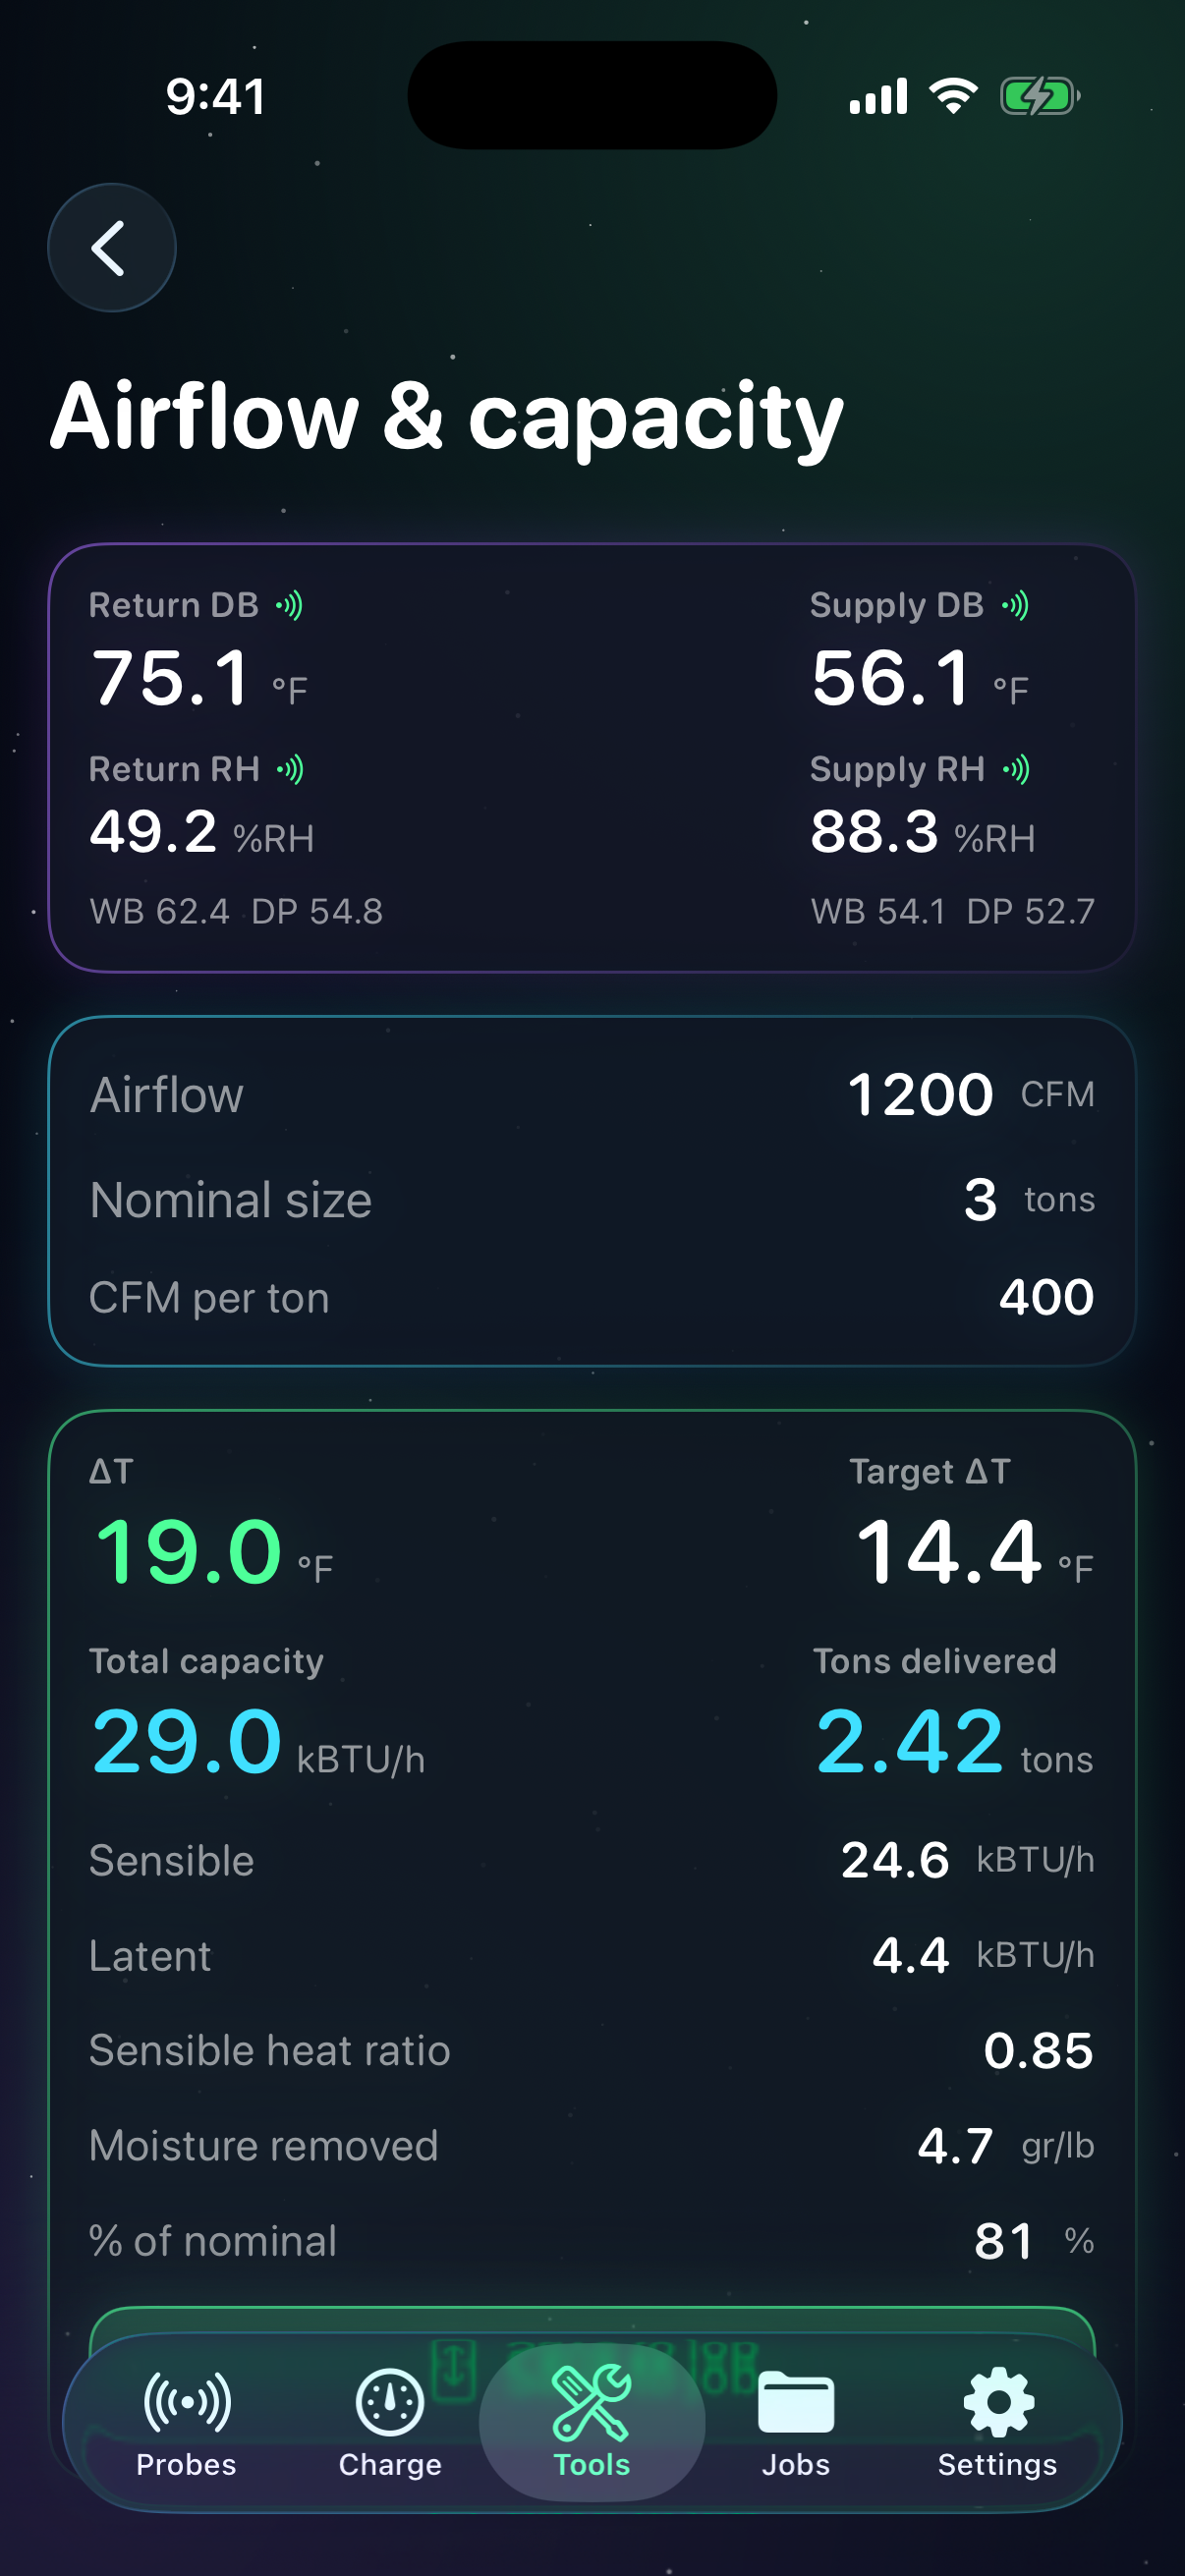 9:41
Airflow & capacity
Return DB
Supply DB
75.1 °F
56.1 °F
Return RH
Supply RH
49.2 %RH
88.3 %RH
WB 62.4 DP 54.8
WB 54.1 DP 52.7
Airflow 1200 CFM
Nominal size 3 tons
CFM per ton 400
ΔT
Target ΔT
19.0 °F
14.4 °F
Total capacity
Tons delivered
29.0 kBTU/h
2.42 tons
Sensible 24.6 kBTU/h
Latent 4.4 kBTU/h
Sensible heat ratio 0.85
Moisture removed 4.7 gr/lb
% of nominal 81 %
Probes Charge Tools Jobs Settings